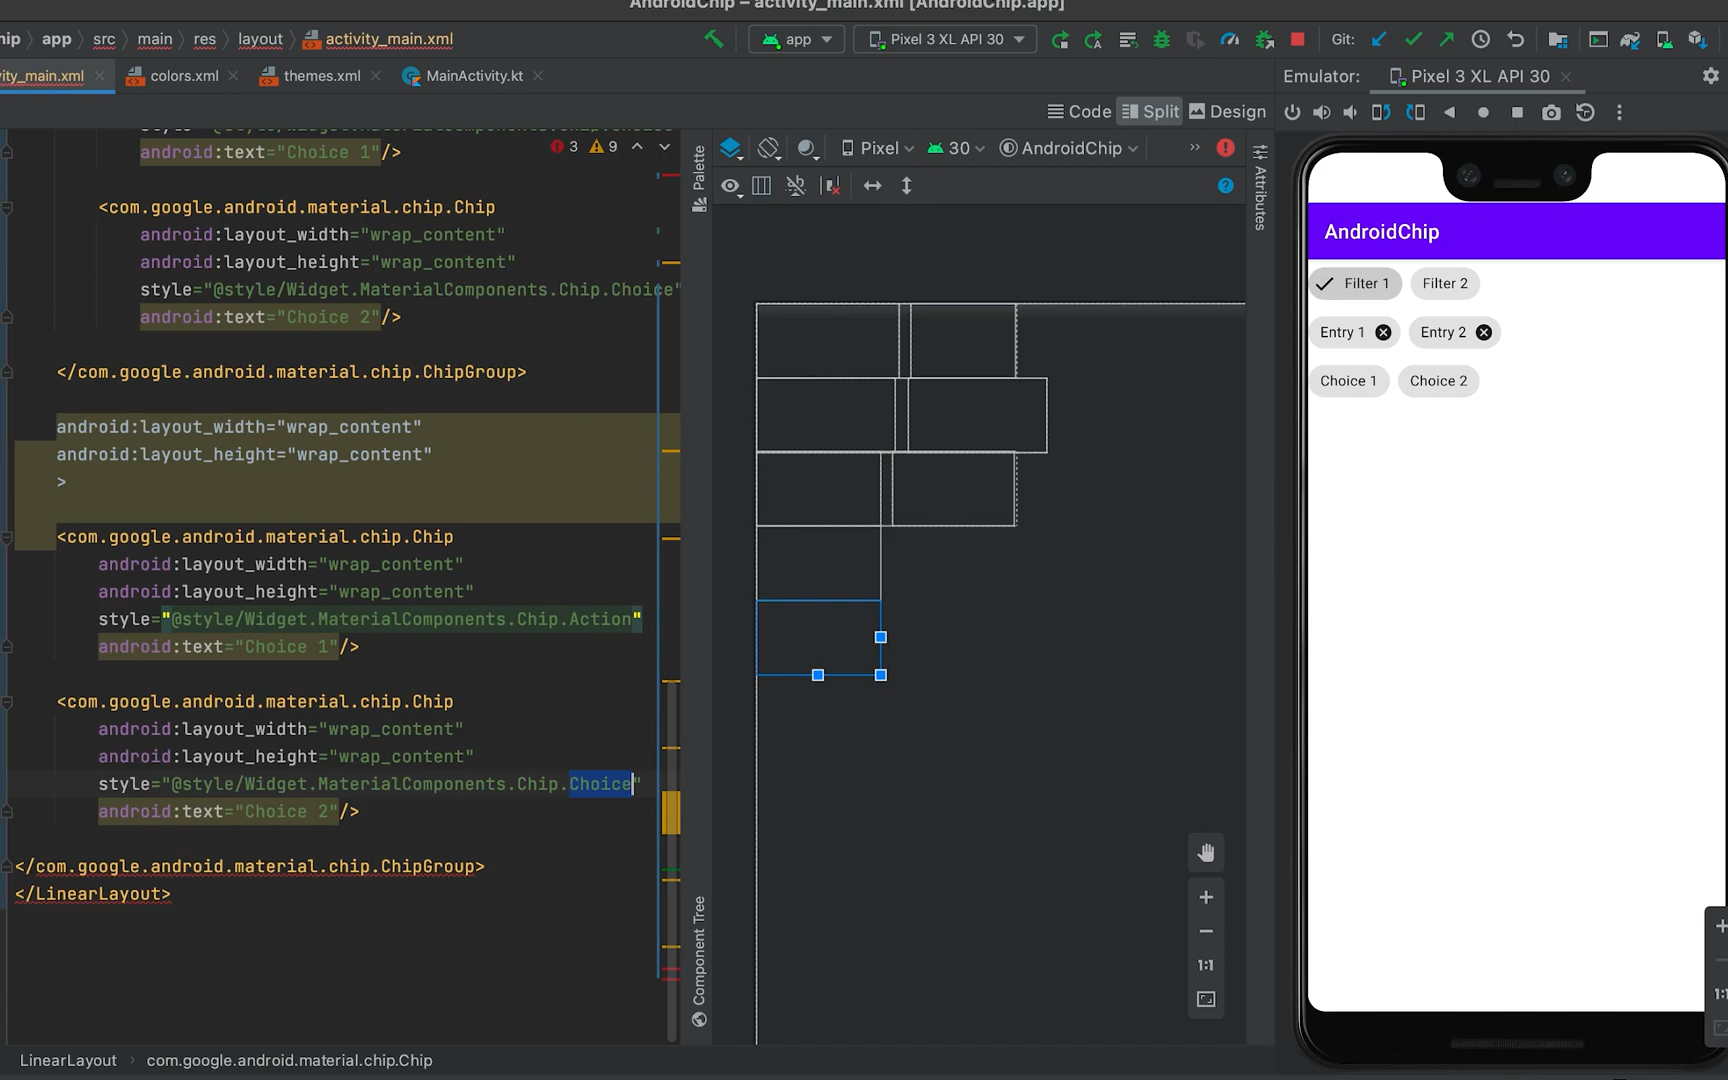 AndroidChip – activity_main.xml [AndroidChip.app]
app
src
main
res
layout
activity_main.xml
app
Pixel 3 XL API 30
Git:
colors.xml
themes.xml
MainActivity.kt
Emulator:
Pixel 3 XL API 30
Code
Split
Design
android:text="Choice 1"/>
3
9
<com.google.android.material.chip.Chip
android:layout_width="wrap_content"
android:layout_height="wrap_content"
style="@style/Widget.MaterialComponents.Chip.Choice"
android:text="Choice 2"/>
</com.google.android.material.chip.ChipGroup>
android:layout_width="wrap_content"
android:layout_height="wrap_content"
>
<com.google.android.material.chip.Chip
android:layout_width="wrap_content"
android:layout_height="wrap_content"
style="@style/Widget.MaterialComponents.Chip.Action"
android:text="Choice 1"/>
<com.google.android.material.chip.Chip
android:layout_width="wrap_content"
android:layout_height="wrap_content"
style="@style/Widget.MaterialComponents.Chip.Choice"
android:text="Choice 2"/>
</com.google.android.material.chip.ChipGroup>
</LinearLayout>
Palette
Component Tree
Pixel
30
AndroidChip
1:1
Attributes
AndroidChip
Filter 1
Filter 2
Entry 1
Entry 2
Choice 1
Choice 2
LinearLayout
com.google.android.material.chip.Chip